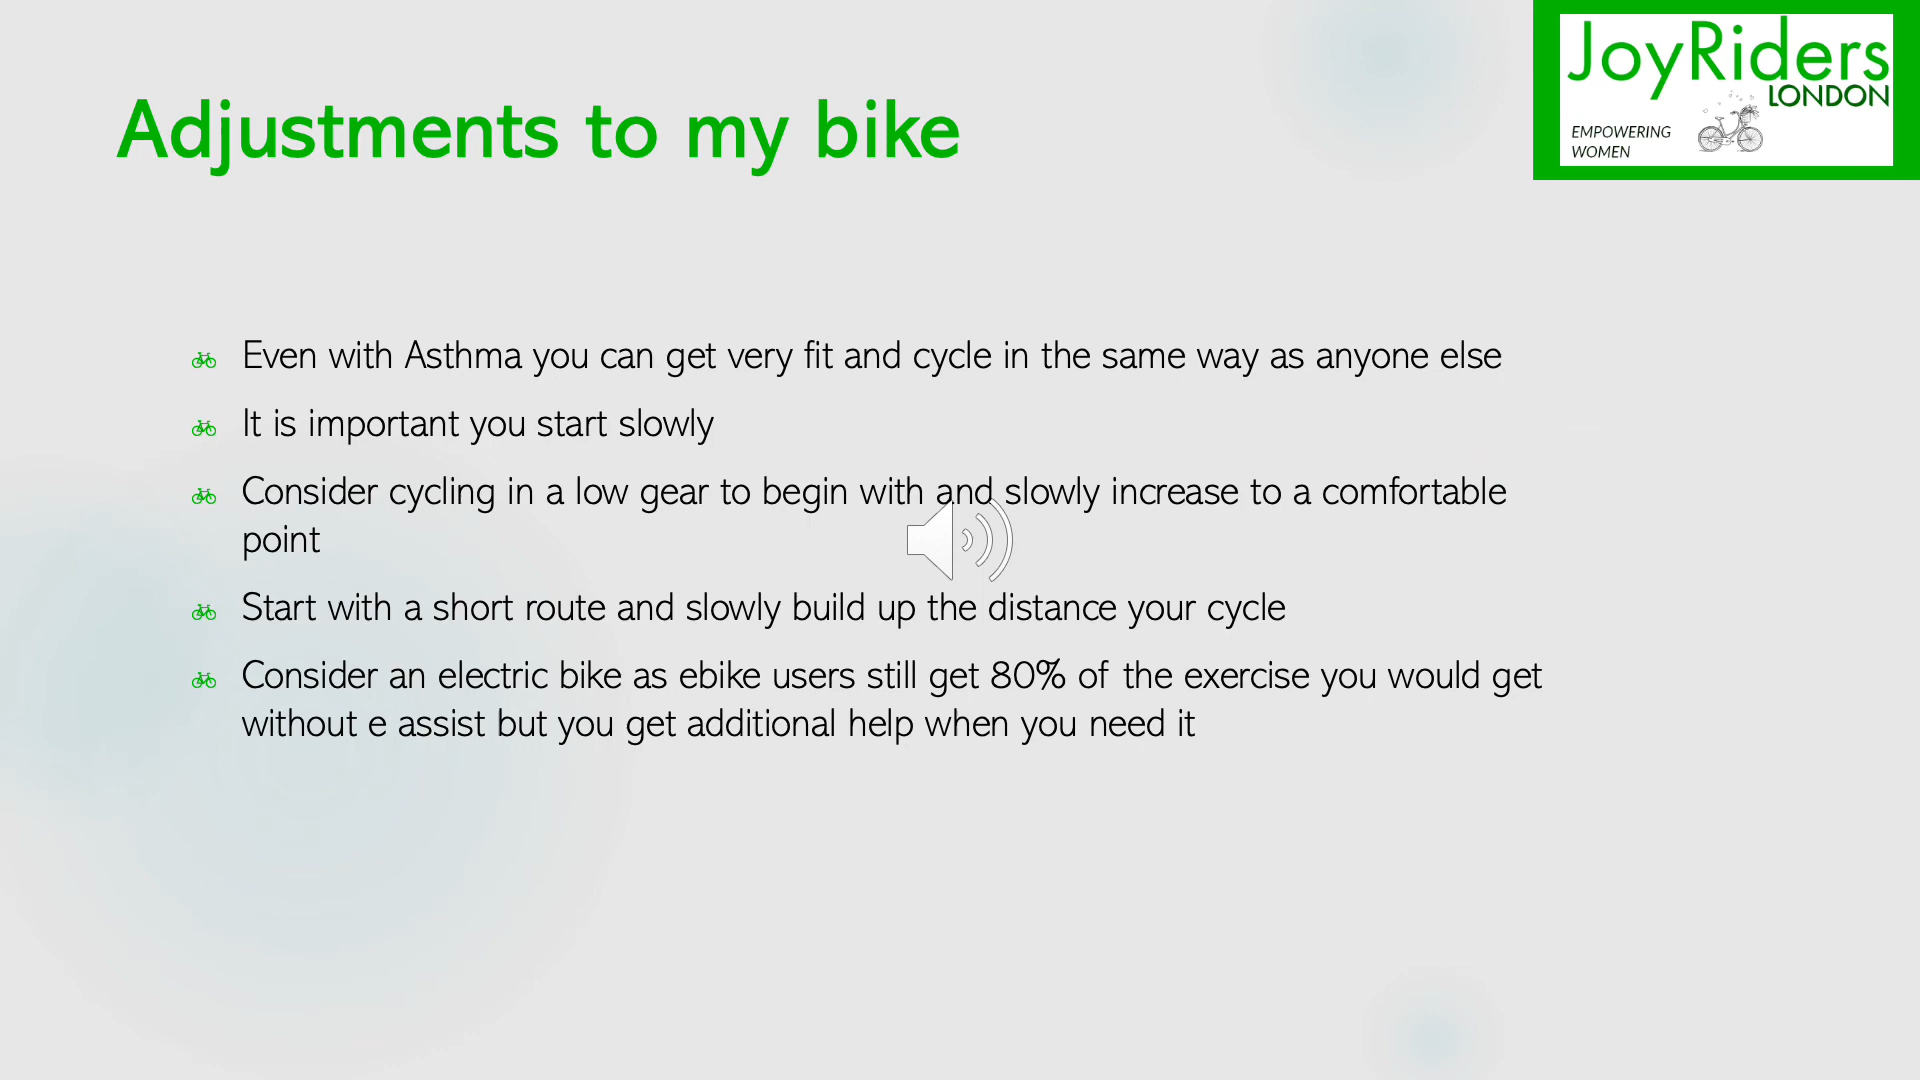 JoyRiders
LONDON
EMPOWERING
WOMEN
Adjustments to my bike
Even with Asthma you can get very fit and cycle in the same way as anyone else
It is important you start slowly
Consider cycling in a low gear to begin with and slowly increase to a comfortable
point
Start with a short route and slowly build up the distance your cycle
Consider an electric bike as ebike users still get 80% of the exercise you would get
without e assist but you get additional help when you need it